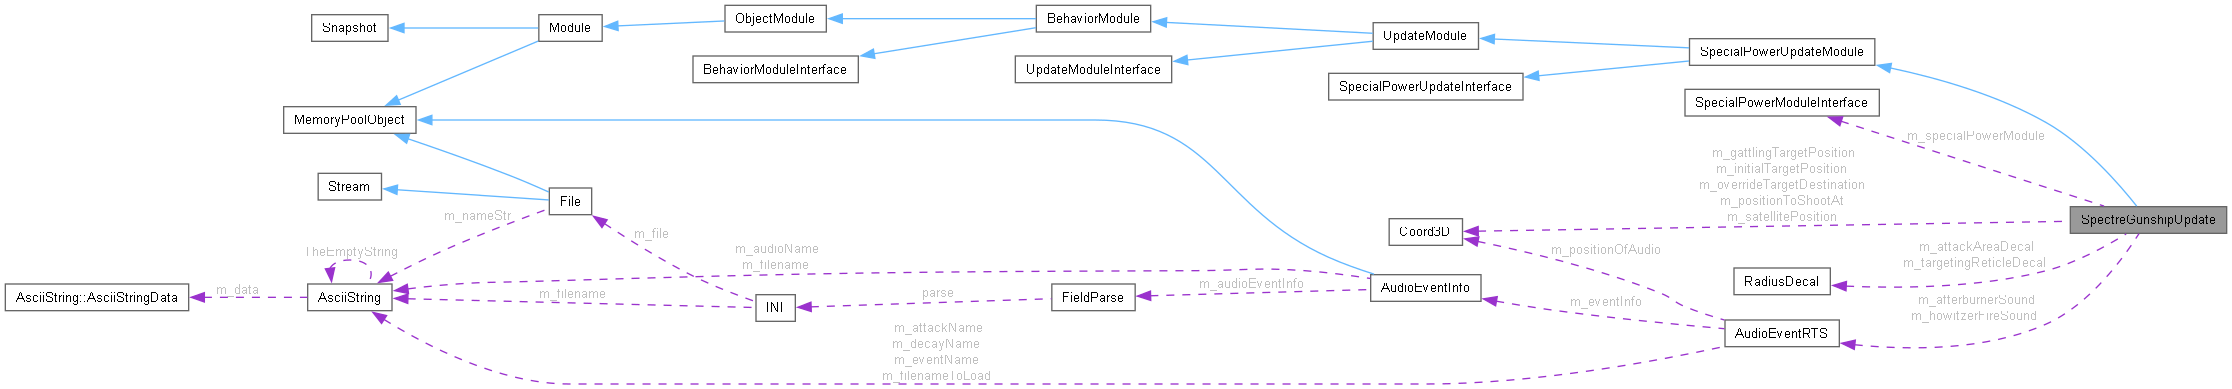 ObjectModule
BehaviorModule
Snapshot
Module
UpdateModule
SpecialPowerUpdateModule
BehaviorModuleInterface
UpdateModuleInterface
SpecialPowerUpdateInterface
SpecialPowerModuleInterface
MemoryPoolObject
m_specialPowerModule
m_gattlingTargetPosition
m_initialTargetPosition
m_overrideTargetDestination
m_positionToShootAt
m_satellitePosition
Stream
File
m_nameStr
SpectreGunshipUpdate
Coord3D
m_file
TheEmptyString
m_audioName
m_filename
m_positionOfAudio
m_attackAreaDecal
m_targetingReticleDecal
RadiusDecal
AsciiString::AsciiStringData
m_data
AsciiString
m_filename
INI
parse
FieldParse
m_audioEventInfo
AudioEventInfo
m_eventInfo
m_afterburnerSound
m_howitzerFireSound
AudioEventRTS
m_attackName
m_decayName
m_eventName
m_filenameToLoad